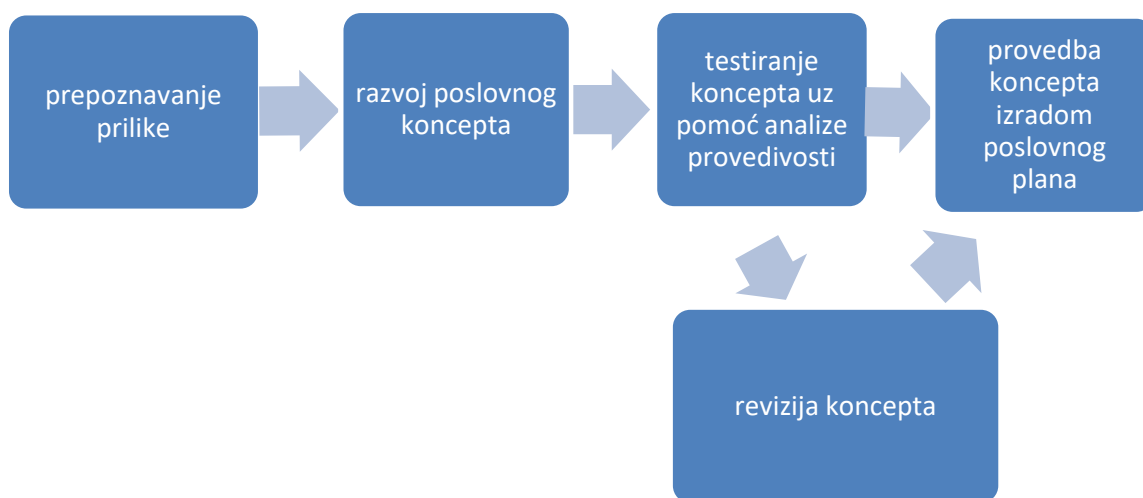 prepoznavanje
prilike
razvoj poslovnog
koncepta
testiranje
koncepta uz
pomoć analize
provedivosti
provedba
koncepta
izradom
poslovnog
plana
revizija koncepta